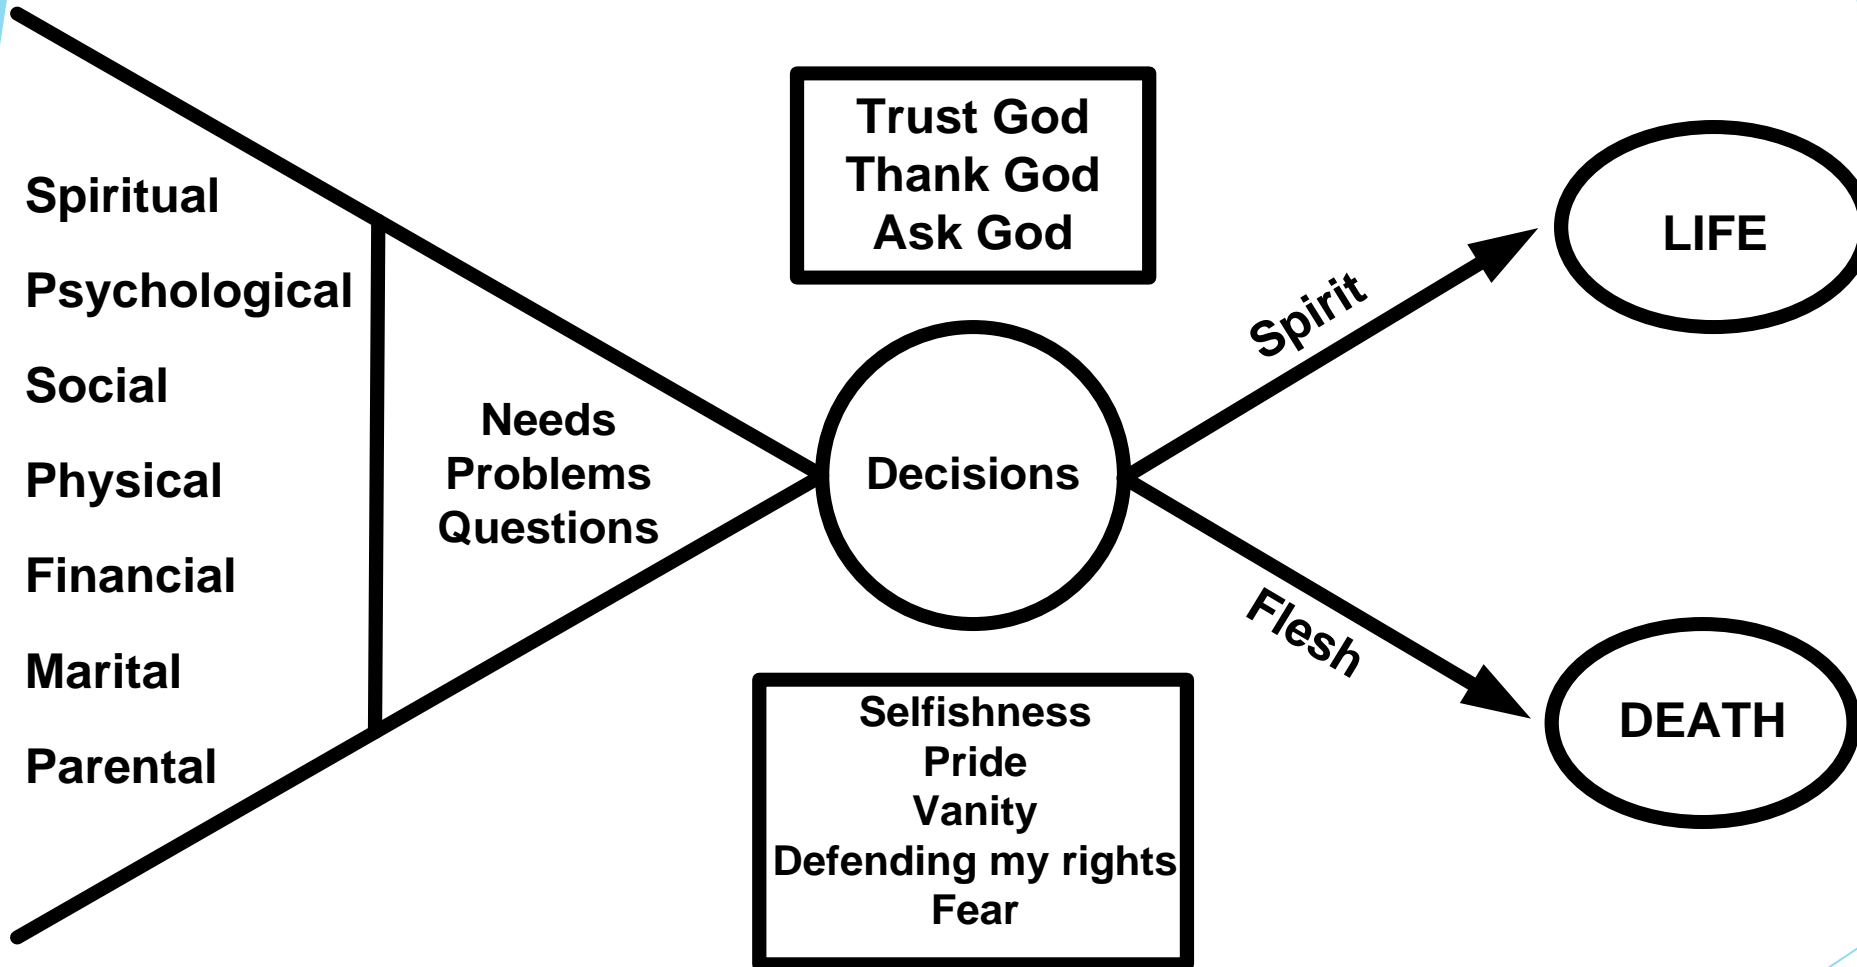 Spiritual
Psychological
Social
Physical
Financial
Marital
Parental
Needs
Problems
Questions
Trust God
Thank God
Ask God
Decisions
Selfishness
Pride
Vanity
Defending my rights
Fear
Spirit
Flesh
LIFE
DEATH